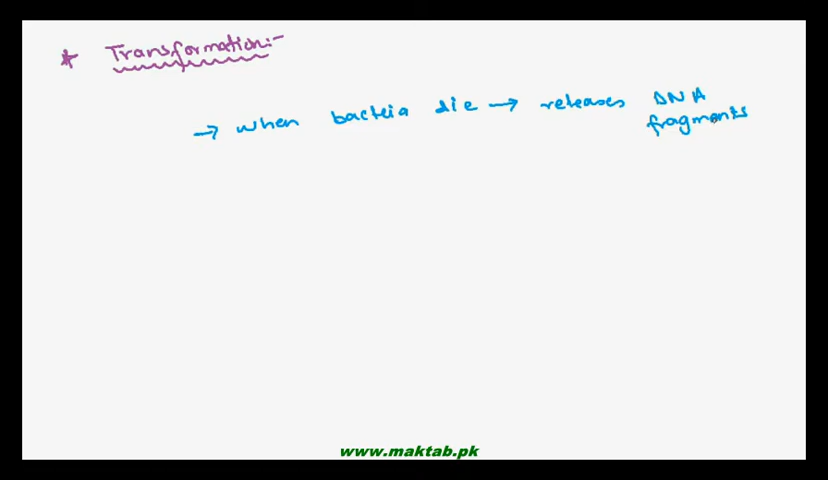 * Transformation:-
→ when bacteia die → releases DNA
fragments
www.maktab.pk